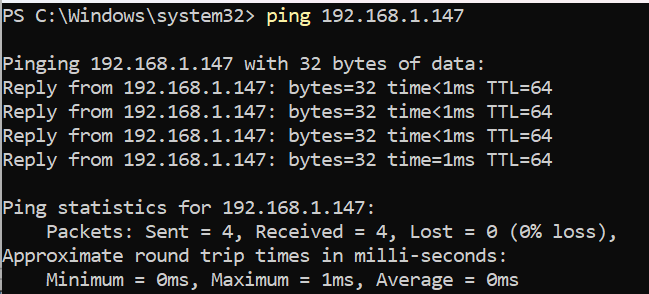 PS C:\Windows\system32> ping 192.168.1.147
Pinging 192.168.1.147 with 32 bytes of data:
Reply from 192.168.1.147: bytes=32 time<1ms TTL=64
Reply from 192.168.1.147: bytes=32 time<1ms TTL=64
Reply from 192.168.1.147: bytes=32 time<1ms TTL=64
Reply from 192.168.1.147: bytes=32 time=1ms TTL=64
Ping statistics for 192.168.1.147:
    Packets: Sent = 4, Received = 4, Lost = 0 (0% loss),
Approximate round trip times in milli-seconds:
    Minimum = 0ms, Maximum = 1ms, Average = 0ms